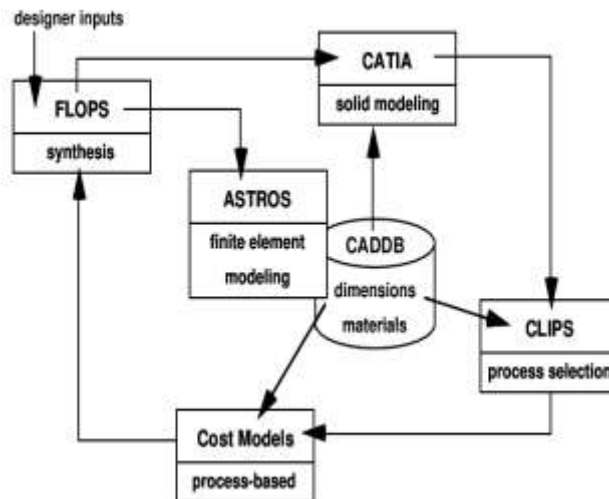 designer inputs
FLOPS
synthesis
CATIA
solid modeling
ASTROS
finite element
modeling
CADDB
dimensions
materials
CLIPS
process selection
Cost Models
process-based